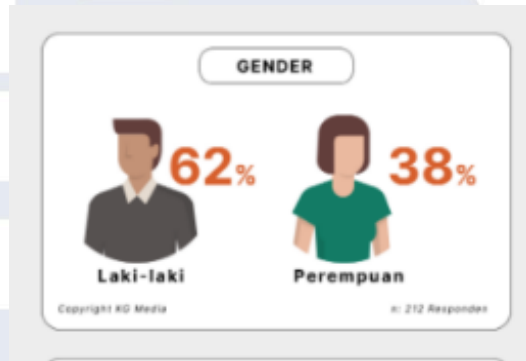 GENDER
62%
38%
Laki-laki
Perempuan
Copyright KG Media
n: 212 Responden